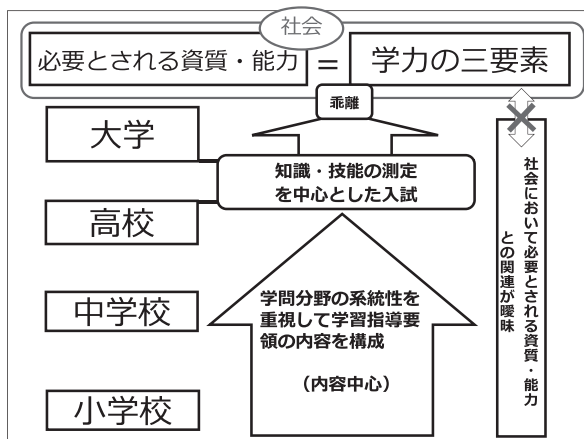 社会
必要とされる資質・能力
=
学力の三要素
乖離
大学
知識・技能の測定
を中心とした入試
高校
中学校
学問分野の系統性を
重視して学習指導要
領の内容を構成
（内容中心）
小学校
社会において必要とされる資質・能力
との関連が曖昧